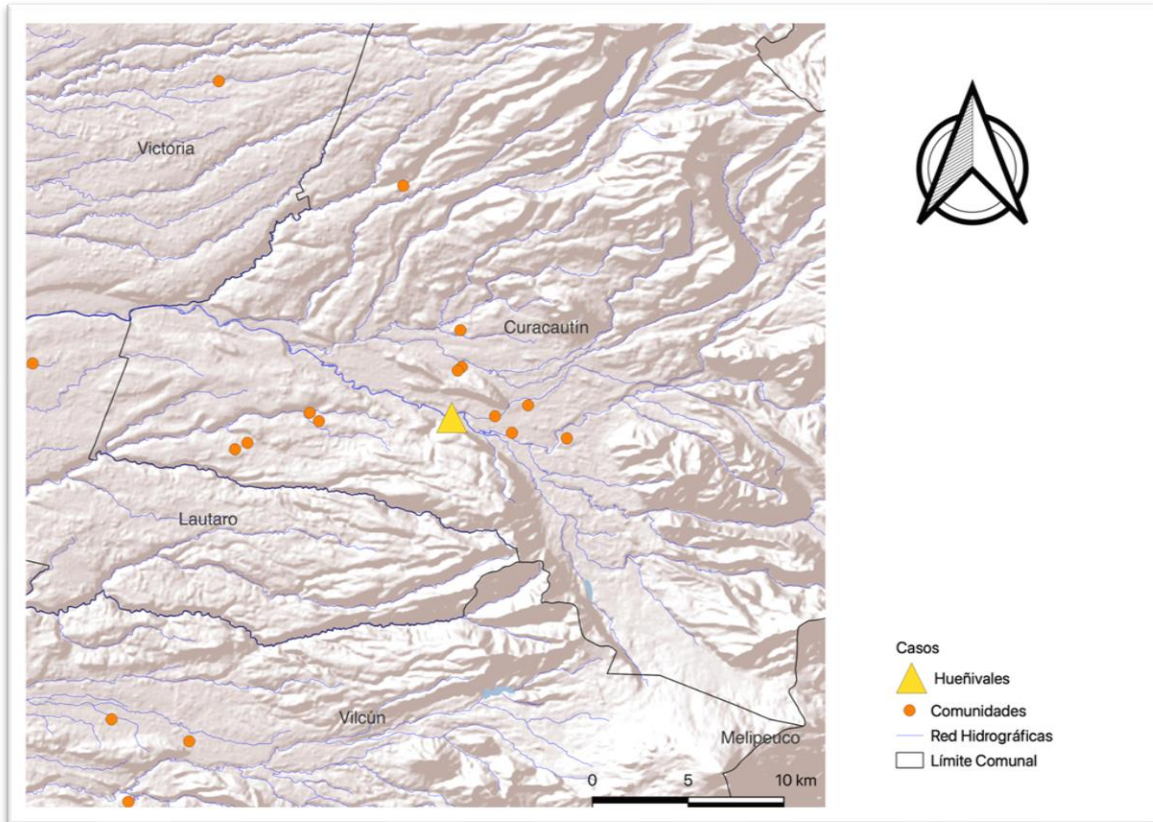 Victoria
Curacautín
Lautaro
Vilcún
Melipeuco
0 5 10 km
Casos
Hueñivales
Comunidades
Red Hidrográficas
Límite Comunal